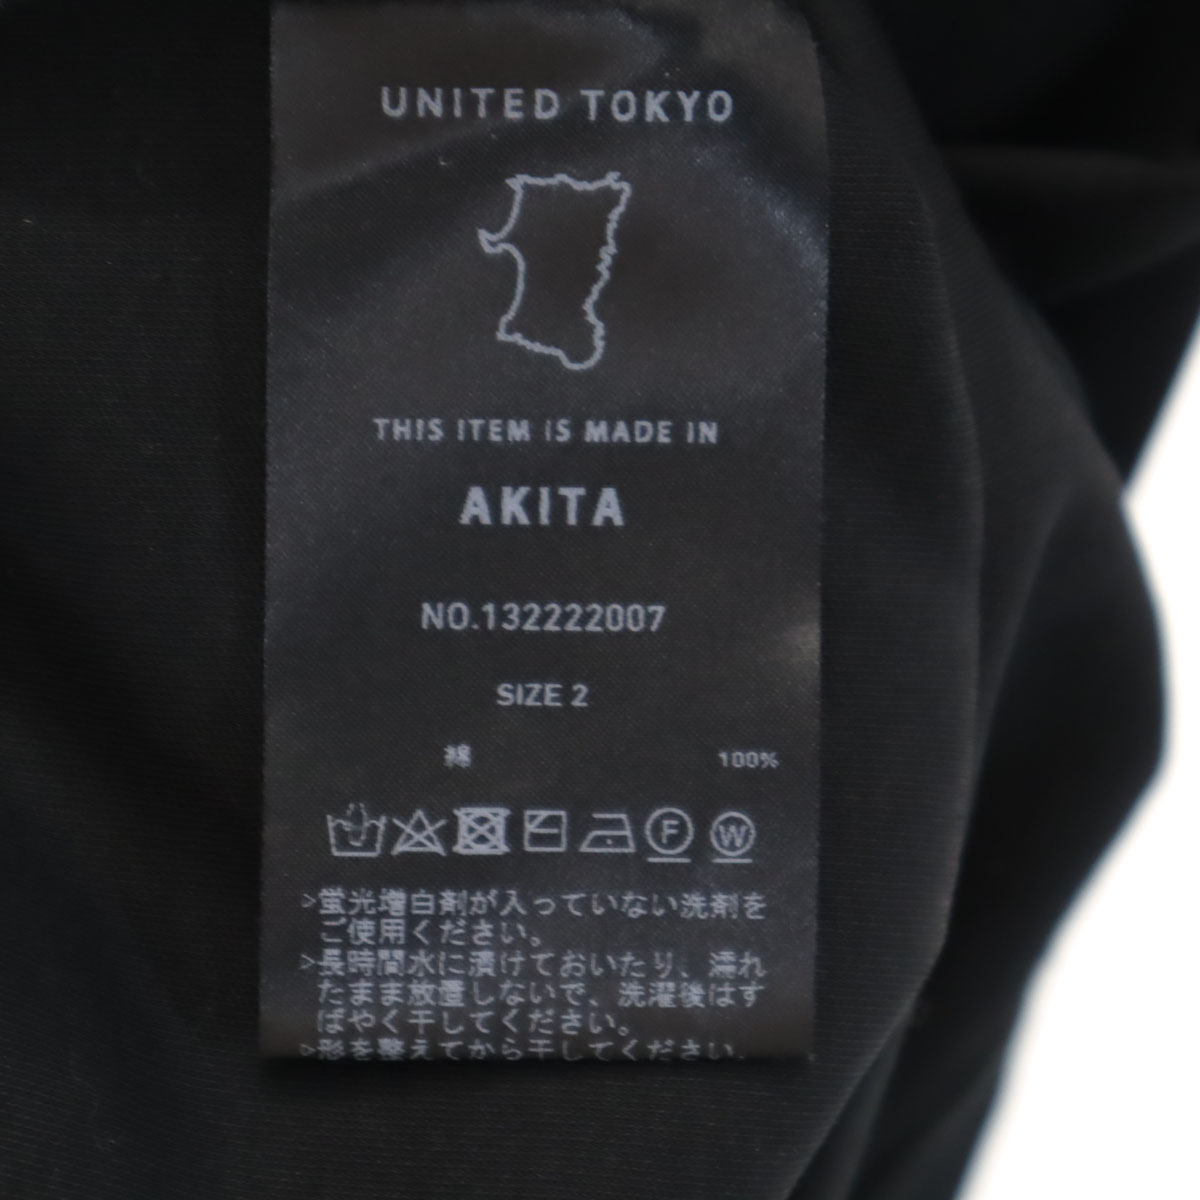 UNITED TOKYO
THIS ITEM IS MADE IN
AKITA
NO.132222007
SIZE 2
綿 100%
F W
>蛍光増白剤が入っていない洗剤を
ご使用ください。
>長時間水に漬けておいたり、濡れ
たまま放置しないで、洗濯後はす
ばやく干してください。
>形を整えてから干してください。